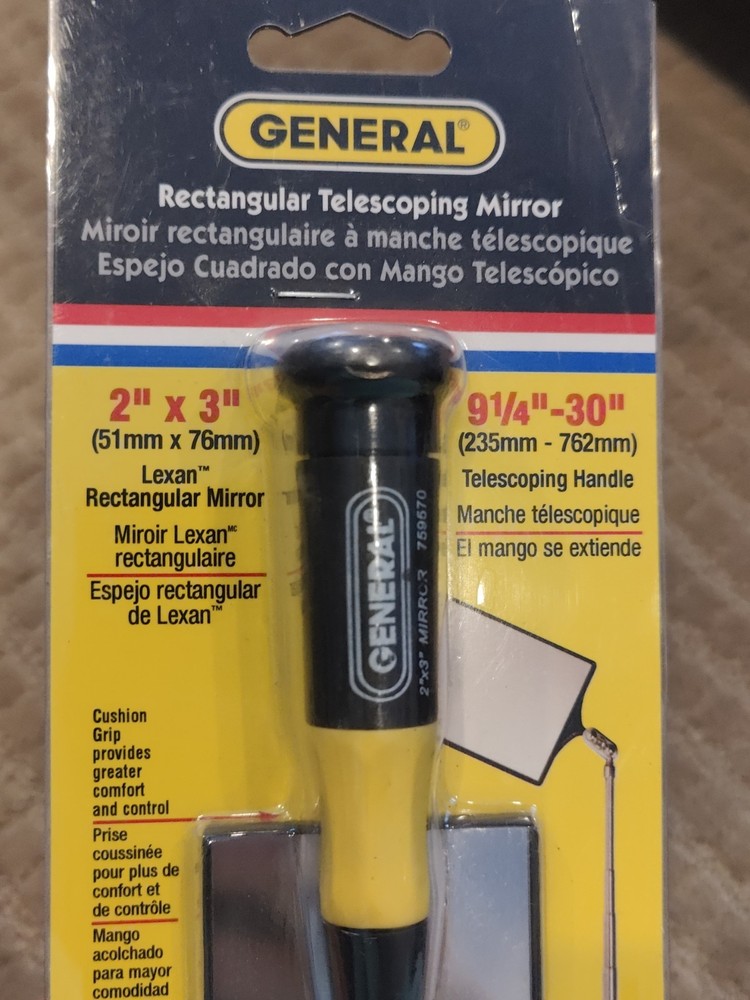 GENERAL®
Rectangular Telescoping Mirror
Miroir rectangulaire à manche télescopique
Espejo Cuadrado con Mango Telescópico
2" x 3"
(51mm x 76mm)
Lexan™
Rectangular Mirror
Miroir Lexan MC
rectangulaire
Espejo rectangular
de Lexan™
9¼"-30"
(235mm - 762mm)
Telescoping Handle
Manche télescopique
El mango se extiende
GENERAL®
2"x3" MIRROR 759570
Cushion
Grip
provides
greater
comfort
and control
Prise
coussinée
pour plus de
confort et
de contrôle
Mango
acolchado
para mayor
comodidad